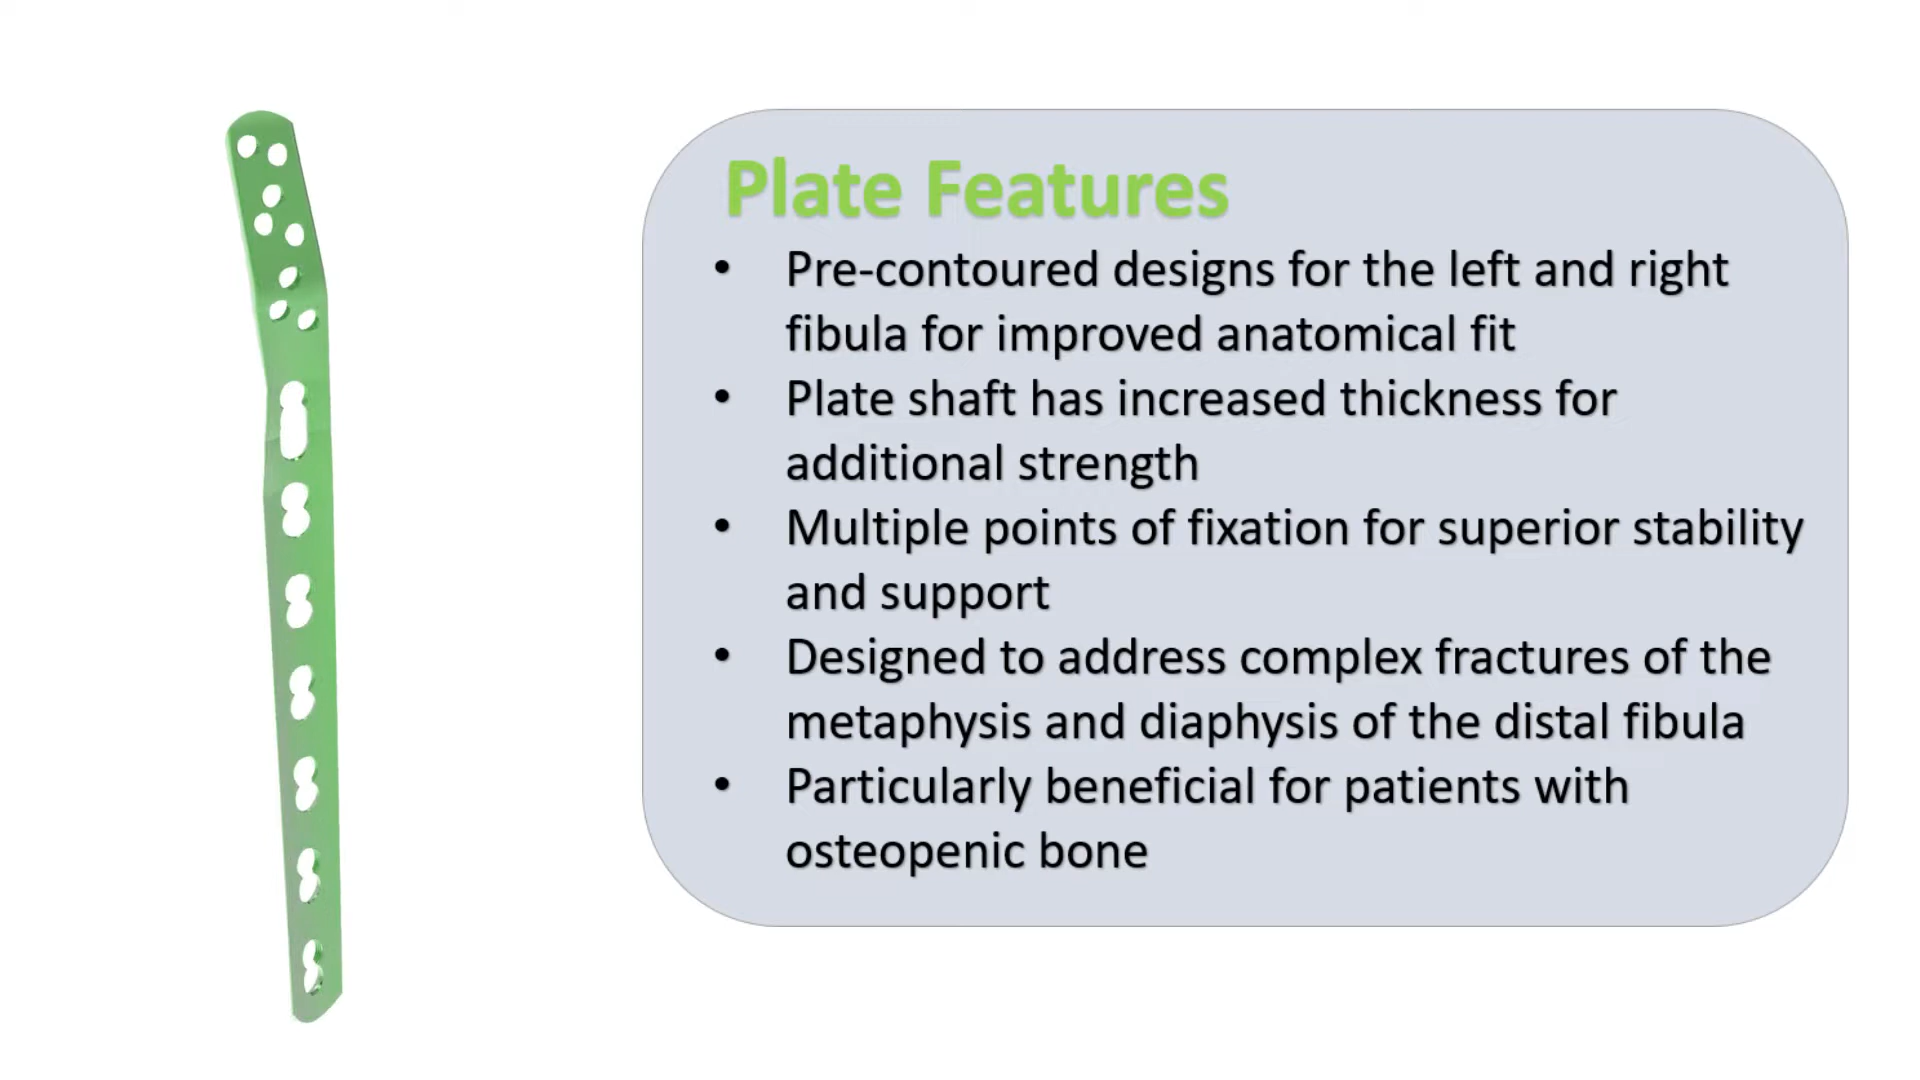 Plate Features
• Pre-contoured designs for the left and right
fibula for improved anatomical fit
• Plate shaft has increased thickness for
additional strength
• Multiple points of fixation for superior stability
and support
• Designed to address complex fractures of the
metaphysis and diaphysis of the distal fibula
• Particularly beneficial for patients with
osteopenic bone